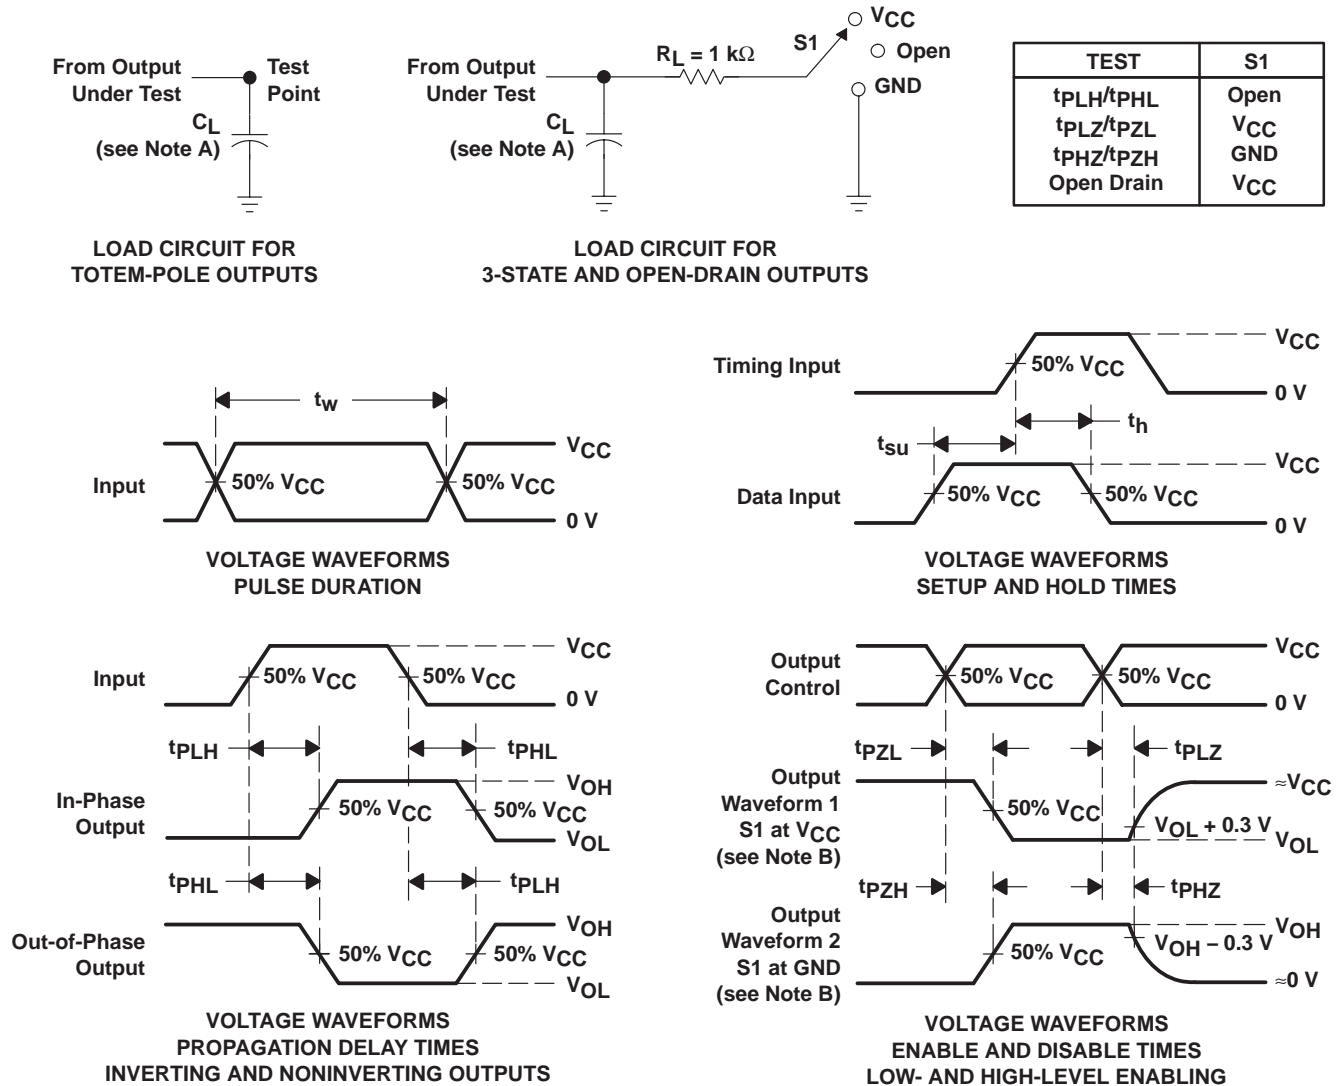 From Output
Under Test
Test
Point
CL
(see Note A)
LOAD CIRCUIT FOR
TOTEM-POLE OUTPUTS
From Output
Under Test
RL = 1 kΩ
S1
VCC
Open
GND
CL
(see Note A)
LOAD CIRCUIT FOR
3-STATE AND OPEN-DRAIN OUTPUTS
TEST S1
tPLH/tPHL Open
tPLZ/tPZL VCC
tPHZ/tPZH GND
Open Drain VCC
tw
Input
50% VCC
50% VCC
VCC
0 V
VOLTAGE WAVEFORMS
PULSE DURATION
Timing Input
50% VCC
VCC
0 V
tsu
th
Data Input
50% VCC
50% VCC
VCC
0 V
VOLTAGE WAVEFORMS
SETUP AND HOLD TIMES
Input
50% VCC
50% VCC
VCC
0 V
tPLH
tPHL
In-Phase
Output
50% VCC
50% VCC
VOH
VOL
tPHL
tPLH
Out-of-Phase
Output
50% VCC
50% VCC
VOH
VOL
VOLTAGE WAVEFORMS
PROPAGATION DELAY TIMES
INVERTING AND NONINVERTING OUTPUTS
Output
Control
50% VCC
50% VCC
VCC
0 V
tPZL
tPLZ
Output
Waveform 1
S1 at VCC
(see Note B)
50% VCC
≈VCC
VOL + 0.3 V
VOL
tPZH
tPHZ
Output
Waveform 2
S1 at GND
(see Note B)
50% VCC
VOH
VOH − 0.3 V
≈0 V
VOLTAGE WAVEFORMS
ENABLE AND DISABLE TIMES
LOW- AND HIGH-LEVEL ENABLING